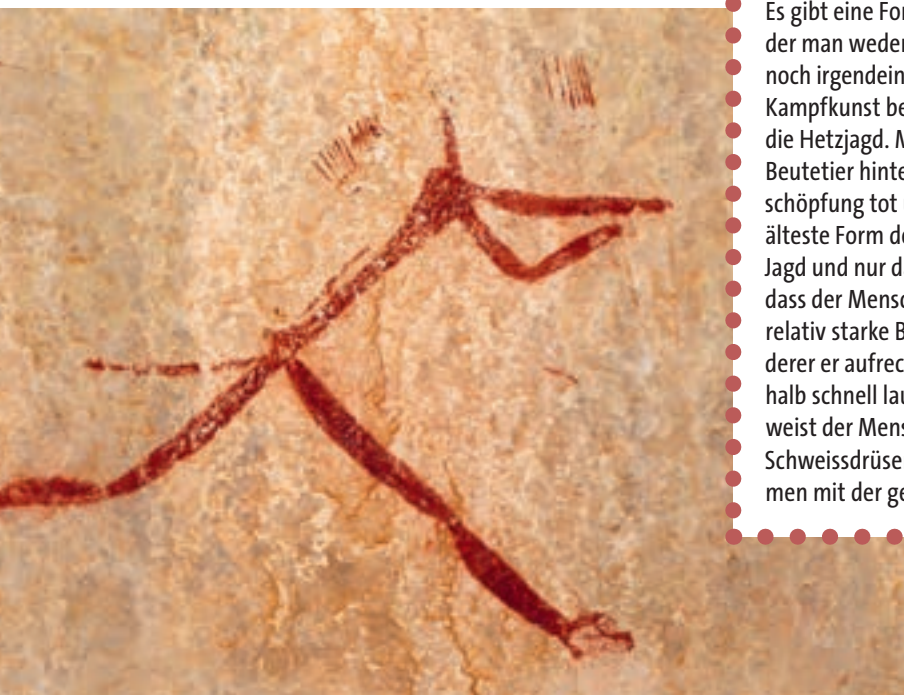 Es gibt eine For
der man weder
noch irgendein
Kampfkunst be
die Hetzjagd. M
Beutetier hinte
schöpfung tot
älteste Form de
Jagd und nur d
dass der Mensc
relativ starke B
derer er aufrec
halb schnell lau
weist der Mens
Schweissdrüse
men mit der ge